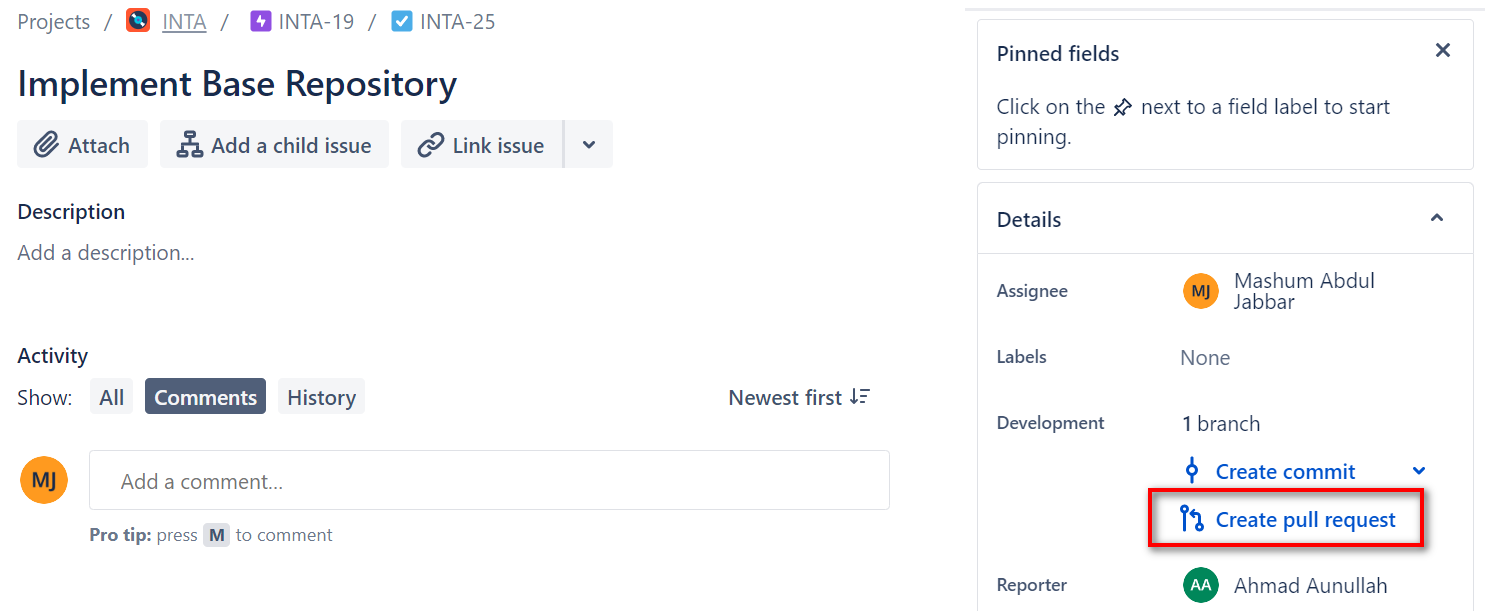 Projects / INTA / INTA-19 / INTA-25
Implement Base Repository
Attach Add a child issue Link issue
Description
Add a description...
Activity
Show: All Comments History Newest first
MJ Add a comment...
Pro tip: press M to comment
Pinned fields
Click on the next to a field label to start
pinning.
Details
Assignee MJ Mashum Abdul
Jabbar
Labels None
Development 1 branch
Create commit
Create pull request
Reporter AA Ahmad Aunullah